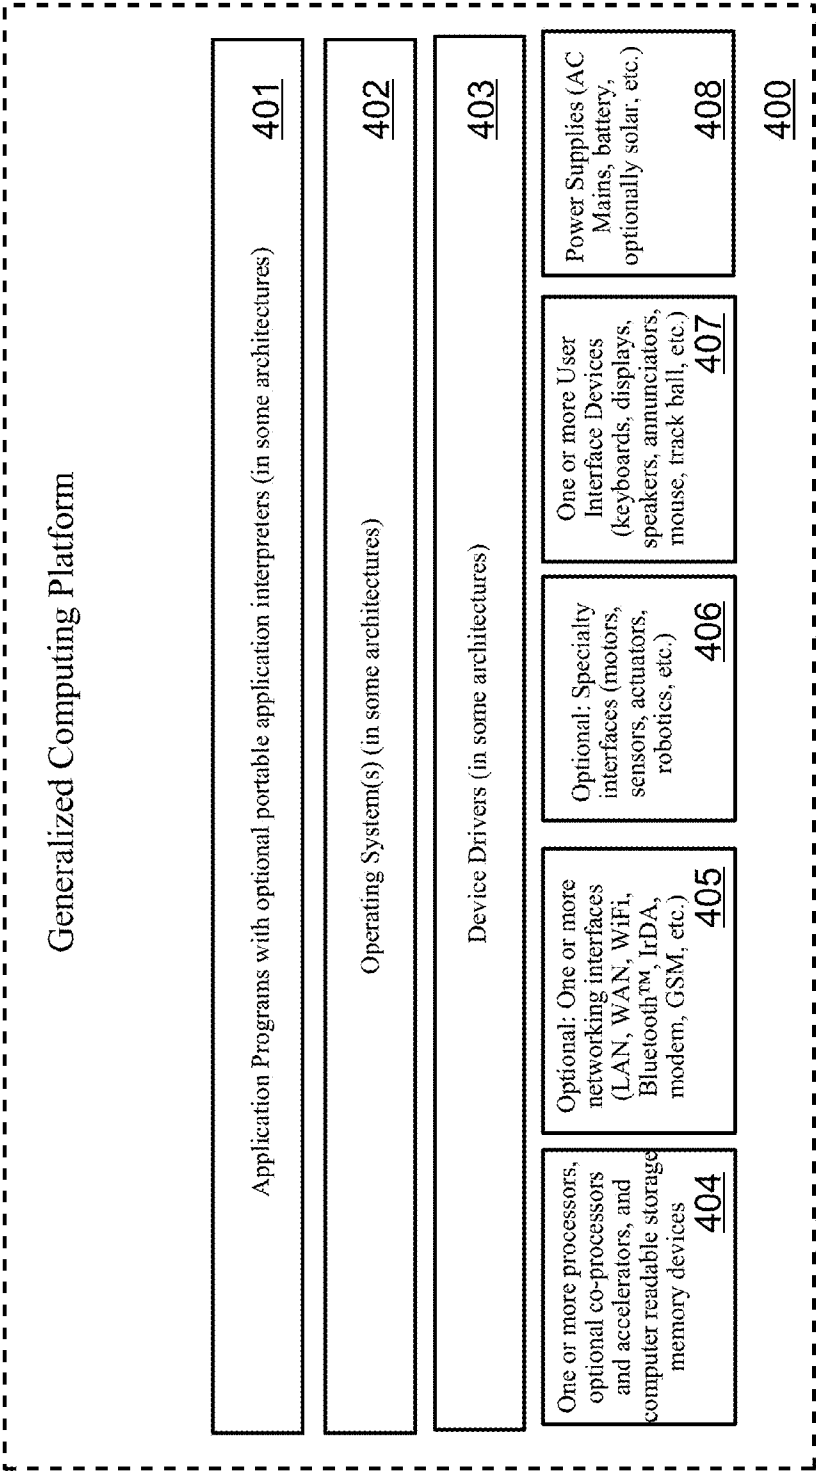 Generalized Computing Platform
Application Programs with optional portable application interpreters (in some architectures)
401
Operating System(s) (in some architectures)
402
Device Drivers (in some architectures)
403
One or more processors,
optional co-processors
and accelerators, and
computer readable storage
memory devices
404
Optional: One or more
networking interfaces
(LAN, WAN, WiFi,
Bluetooth™, IrDA,
modem, GSM, etc.)
405
Optional: Specialty
interfaces (motors,
sensors, actuators,
robotics, etc.)
406
One or more User
Interface Devices
(keyboards, displays,
speakers, annunciators,
mouse, track ball, etc.)
407
Power Supplies (AC
Mains, battery,
optionally solar, etc.)
408
400